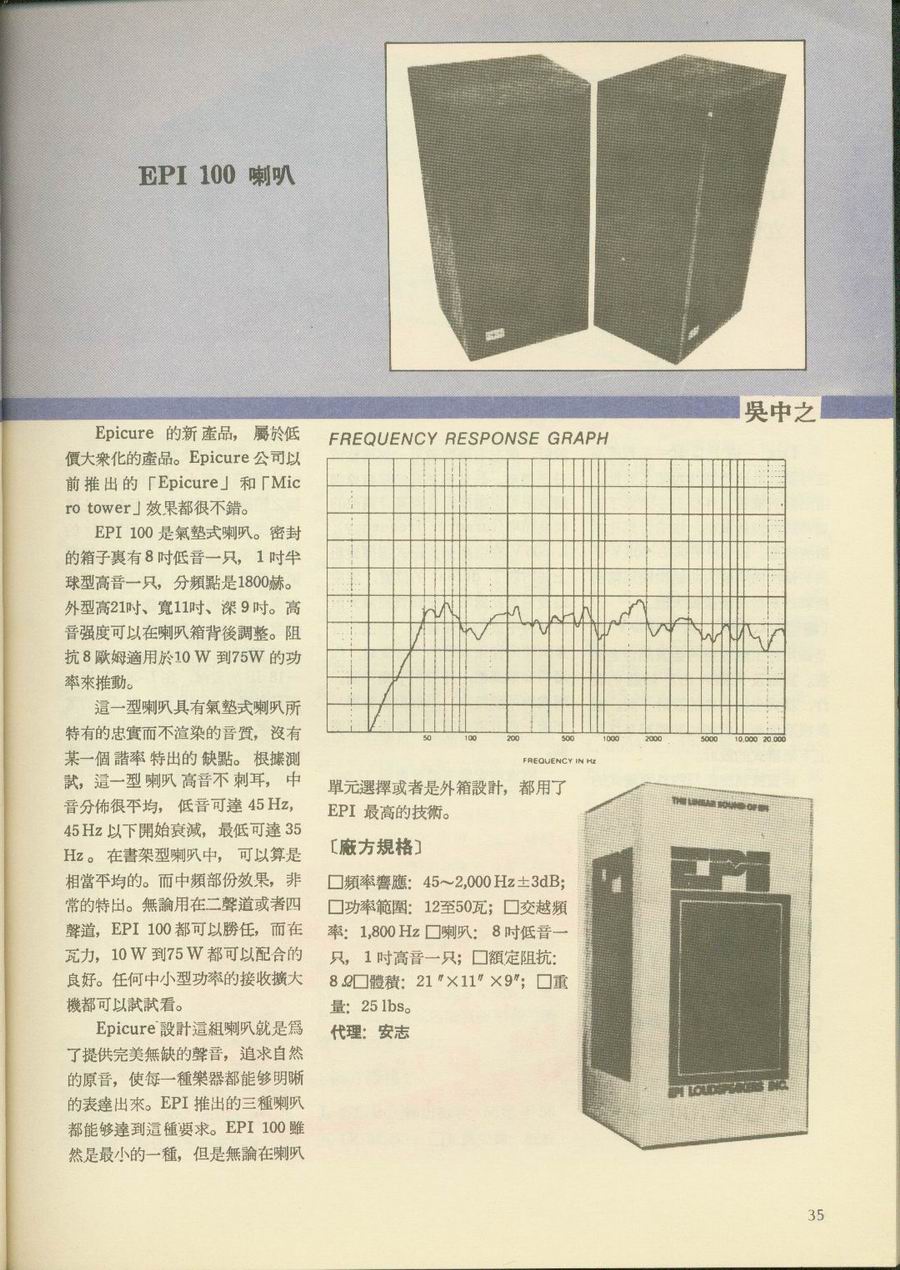 EPI 100 喇叭
吳中之
Epicure 的新產品，屬於低
價大衆化的產品。Epicure 公司以
前推出的「Epicure」和「Mic
ro tower」效果都很不錯。
EPI 100 是氣墊式喇叭。密封
的箱子裏有 8 吋低音一只，1 吋半
球型高音一只，分頻點是1800赫。
外型高21吋、寬11吋、深 9 吋。高
音强度可以在喇叭箱背後調整。阻
抗 8 歐姆適用於10 W 到75W 的功
率來推動。
這一型喇叭具有氣墊式喇叭所
特有的忠實而不渲染的音質，沒有
某一個諧率特出的缺點。根據測
試，這一型喇叭高音不刺耳，中
音分佈很平均，低音可達 45 Hz，
45 Hz 以下開始衰減，最低可達 35
Hz。在書架型喇叭中，可以算是
相當平均的。而中頻部份效果，非
常的特出。無論用在二聲道或者四
聲道，EPI 100 都可以勝任，而在
瓦力，10 W 到75 W 都可以配合的
良好。任何中小型功率的接收擴大
機都可以試試看。
Epicure 設計這組喇叭就是爲
了提供完美無缺的聲音，追求自然
的原音，使每一種樂器都能够明晰
的表達出來。EPI 推出的三種喇叭
都能够達到這種要求。EPI 100 雖
然是最小的一種，但是無論在喇叭
FREQUENCY RESPONSE GRAPH
50 100 200 500 1000 2000 5000 10.000 20.000
FREQUENCY IN Hz
單元選擇或者是外箱設計，都用了
EPI 最高的技術。
〔廠方規格〕
□頻率響應：45～2,000 Hz±3dB；
□功率範圍：12至50瓦；□交越頻
率：1,800 Hz □喇叭：8 吋低音一
只，1 吋高音一只；□額定阻抗：
8 Ω□體積：21″×11″×9″；□重
量：25 lbs。
代理：安志
THE LINEAR SOUND OF EPI
EPI
EPI LOUDSPEAKERS INC.
35